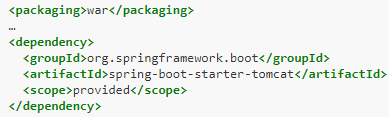 <packaging>war</packaging>
…
<dependency>
  <groupId>org.springframework.boot</groupId>
  <artifactId>spring-boot-starter-tomcat</artifactId>
  <scope>provided</scope>
</dependency>